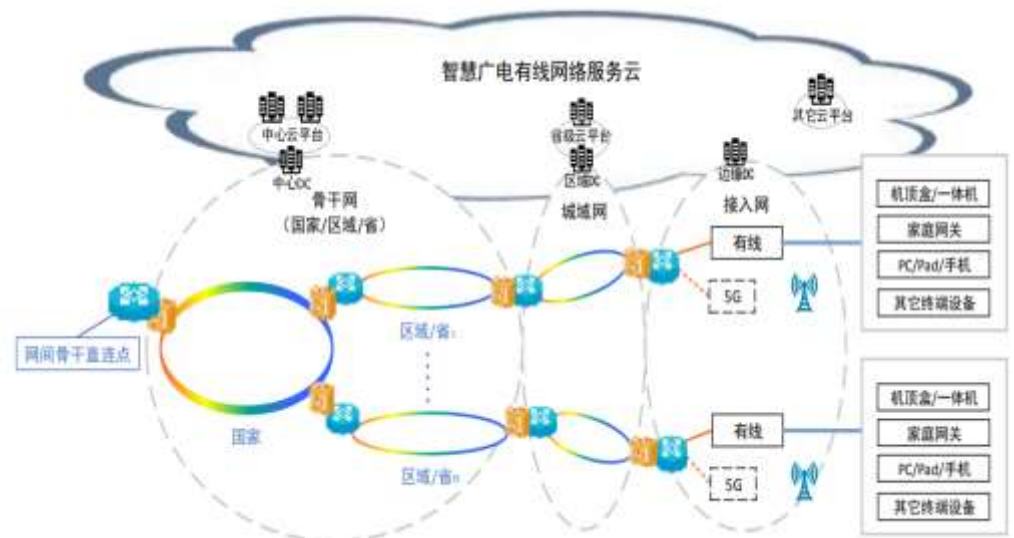 智慧广电有线网络服务云
中心云平台
省级云平台
其它云平台
中心DC
区域DC
边缘DC
骨干网
(国家/区域/省)
城域网
接入网
网间骨干直连点
国家
区域/省1
区域/省n
有线
5G
机顶盒/一体机
家庭网关
PC/Pad/手机
其它终端设备
有线
5G
机顶盒/一体机
家庭网关
PC/Pad/手机
其它终端设备